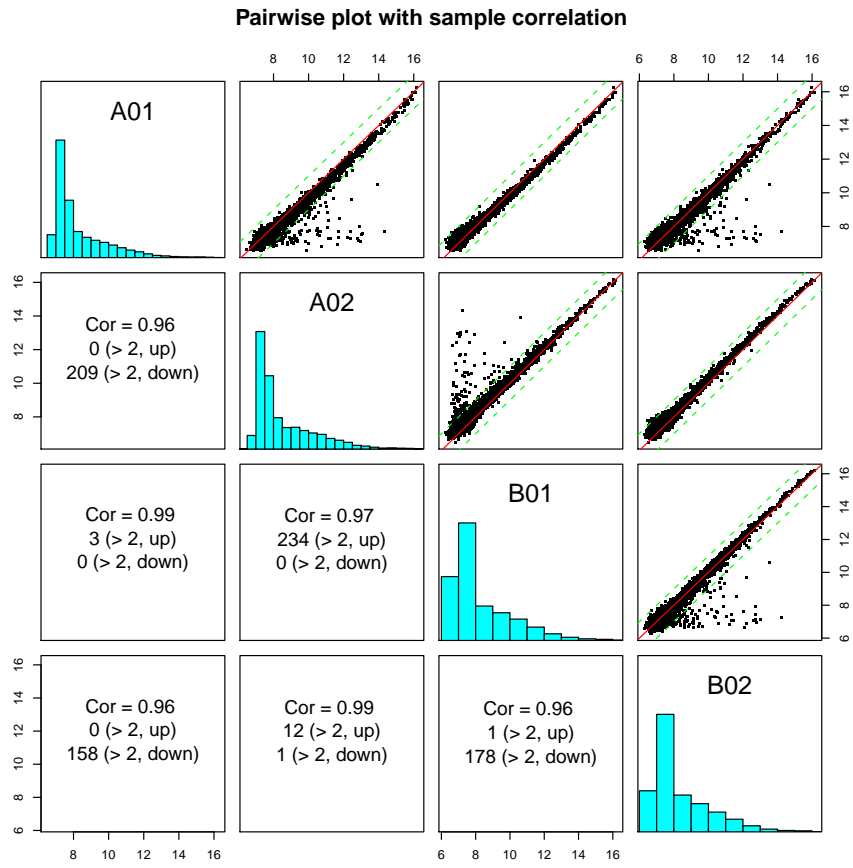 Pairwise plot with sample correlation
8 10 12 14 16
6 8 10 12 14 16
A01
8 10 12 14 16
8 10 12 14 16
Cor = 0.96
0 (> 2, up)
209 (> 2, down)
A02
Cor = 0.99
3 (> 2, up)
0 (> 2, down)
Cor = 0.97
234 (> 2, up)
0 (> 2, down)
B01
6 8 10 12 14 16
6 8 10 12 14 16
Cor = 0.96
0 (> 2, up)
158 (> 2, down)
Cor = 0.99
12 (> 2, up)
1 (> 2, down)
Cor = 0.96
1 (> 2, up)
178 (> 2, down)
B02
8 10 12 14 16
6 8 10 12 14 16